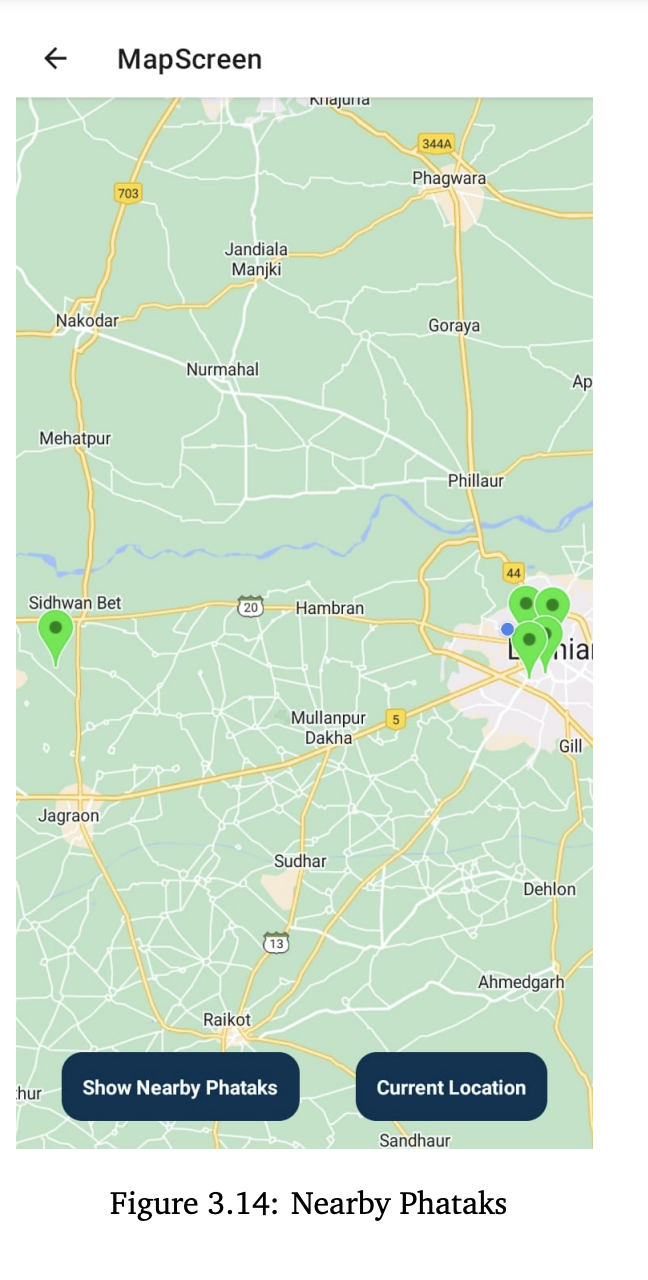 MapScreen
Khajurla
344A
Phagwara
703
Jandiala
Manjki
Nakodar
Goraya
Nurmahal
Ap
Mehatpur
Phillaur
44
Sidhwan Bet
20
Hambran
L
hia
Mullanpur
Dakha
5
Gill
Jagraon
Sudhar
Dehlon
13
Ahmedgarh
Raikot
Show Nearby Phataks
Current Location
hur
Sandhaur
Figure 3.14: Nearby Phataks